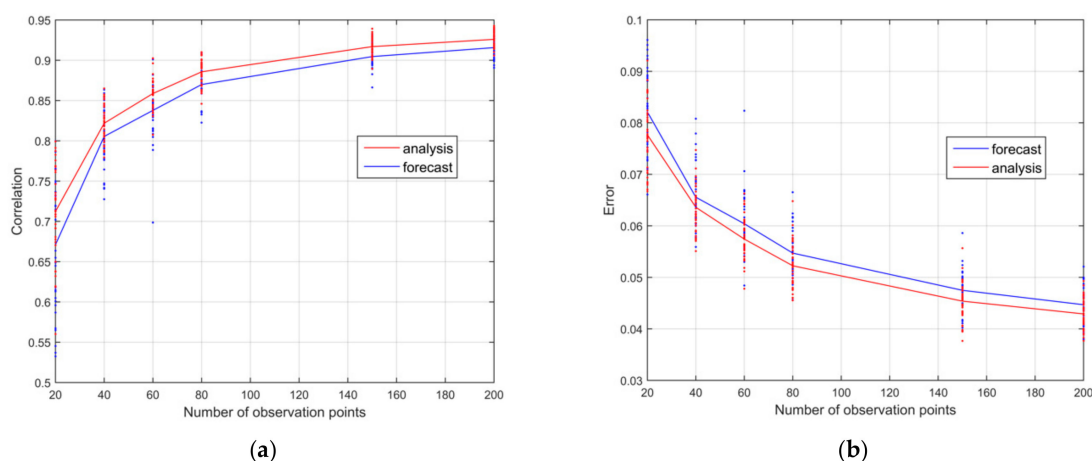 0.95
0.9
0.85
0.8
0.75
0.7
0.65
0.6
0.55
0.5
Correlation
analysis
forecast
20 40 60 80 100 120 140 160 180 200
Number of observation points
(a)
0.1
0.09
0.08
0.07
0.06
0.05
0.04
0.03
Error
forecast
analysis
20 40 60 80 100 120 140 160 180 200
Number of observation points
(b)